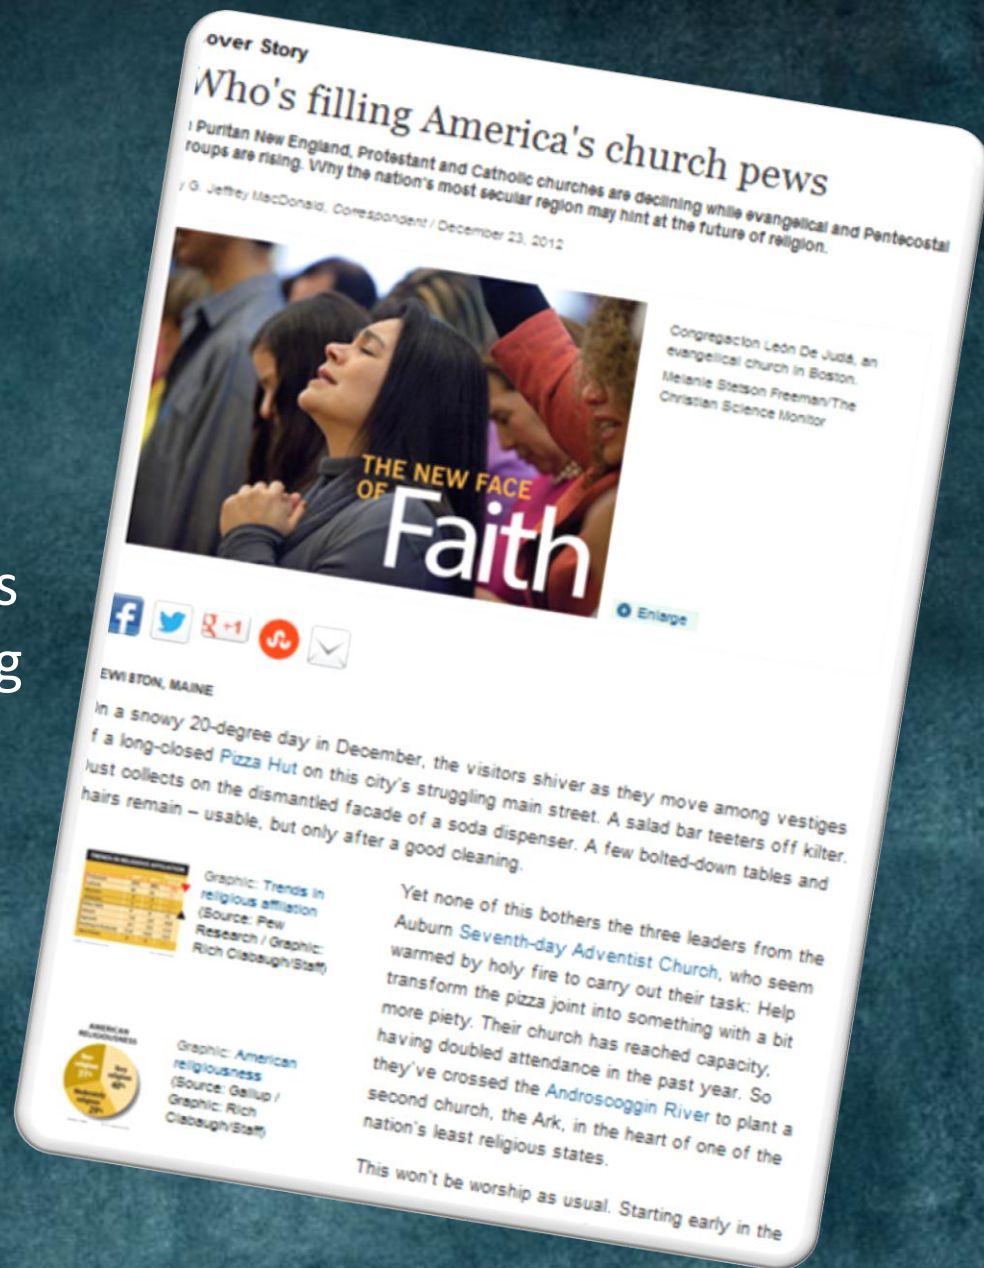 s
g
over Story
Who's filling America's church pews
Puritan New England, Protestant and Catholic churches are declining while evangelical and Pentecostal
roups are rising. Why the nation's most secular region may hint at the future of religion.
y G. Jeffrey MacDonald, Correspondent / December 23, 2012
Congregacion León De Judá, an
evangelical church in Boston.
Melanie Stetson Freeman/The
Christian Science Monitor
THE NEW FACE
OF Faith
Enlarge
f
g +1
EWISTON, MAINE
n a snowy 20-degree day in December, the visitors shiver as they move among vestiges
f a long-closed Pizza Hut on this city's struggling main street. A salad bar teeters off kilter.
ust collects on the dismantled facade of a soda dispenser. A few bolted-down tables and
hairs remain – usable, but only after a good cleaning.
TRENDS IN RELIGIOUS AFFILIATION
Graphic: Trends in
religious affiliation
(Source: Pew
Research / Graphic:
Rich Clabaugh/Staff)
Yet none of this bothers the three leaders from the
Auburn Seventh-day Adventist Church, who seem
warmed by holy fire to carry out their task: Help
transform the pizza joint into something with a bit
more piety. Their church has reached capacity,
having doubled attendance in the past year. So
they've crossed the Androscoggin River to plant a
second church, the Ark, in the heart of one of the
nation's least religious states.
AMERICAN
RELIGIOUSNESS
Very
religious
40%
Moderately
religious
29%
Graphic: American
religiousness
(Source: Gallup /
Graphic: Rich
Clabaugh/Staff)
This won't be worship as usual. Starting early in the